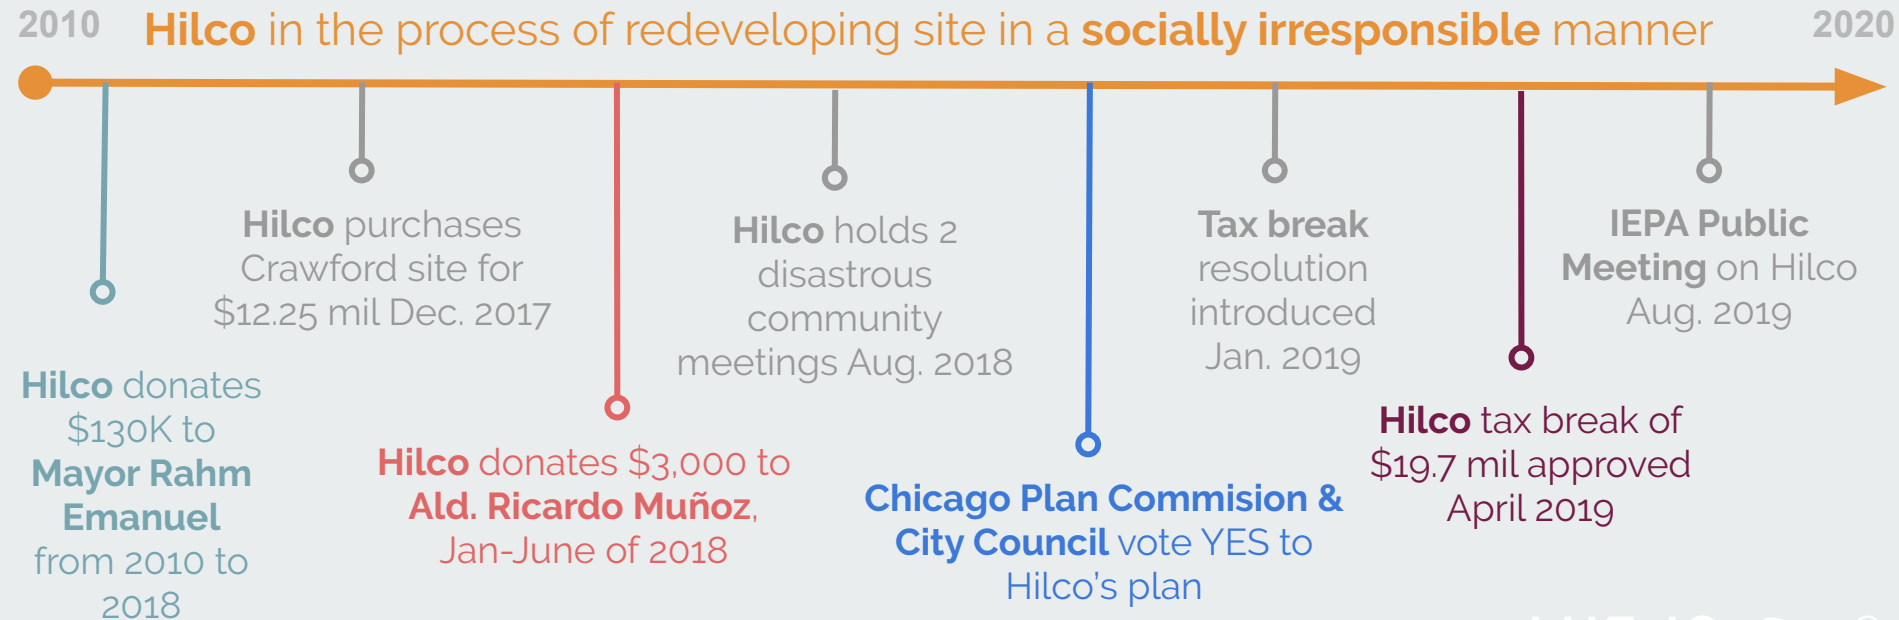 2010
Hilco in the process of redeveloping site in a socially irresponsible manner
2020
Hilco donates
$130K to
Mayor Rahm
Emanuel
from 2010 to
2018
Hilco purchases
Crawford site for
$12.25 mil Dec. 2017
Hilco donates $3,000 to
Ald. Ricardo Muñoz,
Jan-June of 2018
Hilco holds 2
disastrous
community
meetings Aug. 2018
Chicago Plan Commision &
City Council vote YES to
Hilco's plan
Tax break
resolution
introduced
Jan. 2019
Hilco tax break of
$19.7 mil approved
April 2019
IEPA Public
Meeting on Hilco
Aug. 2019